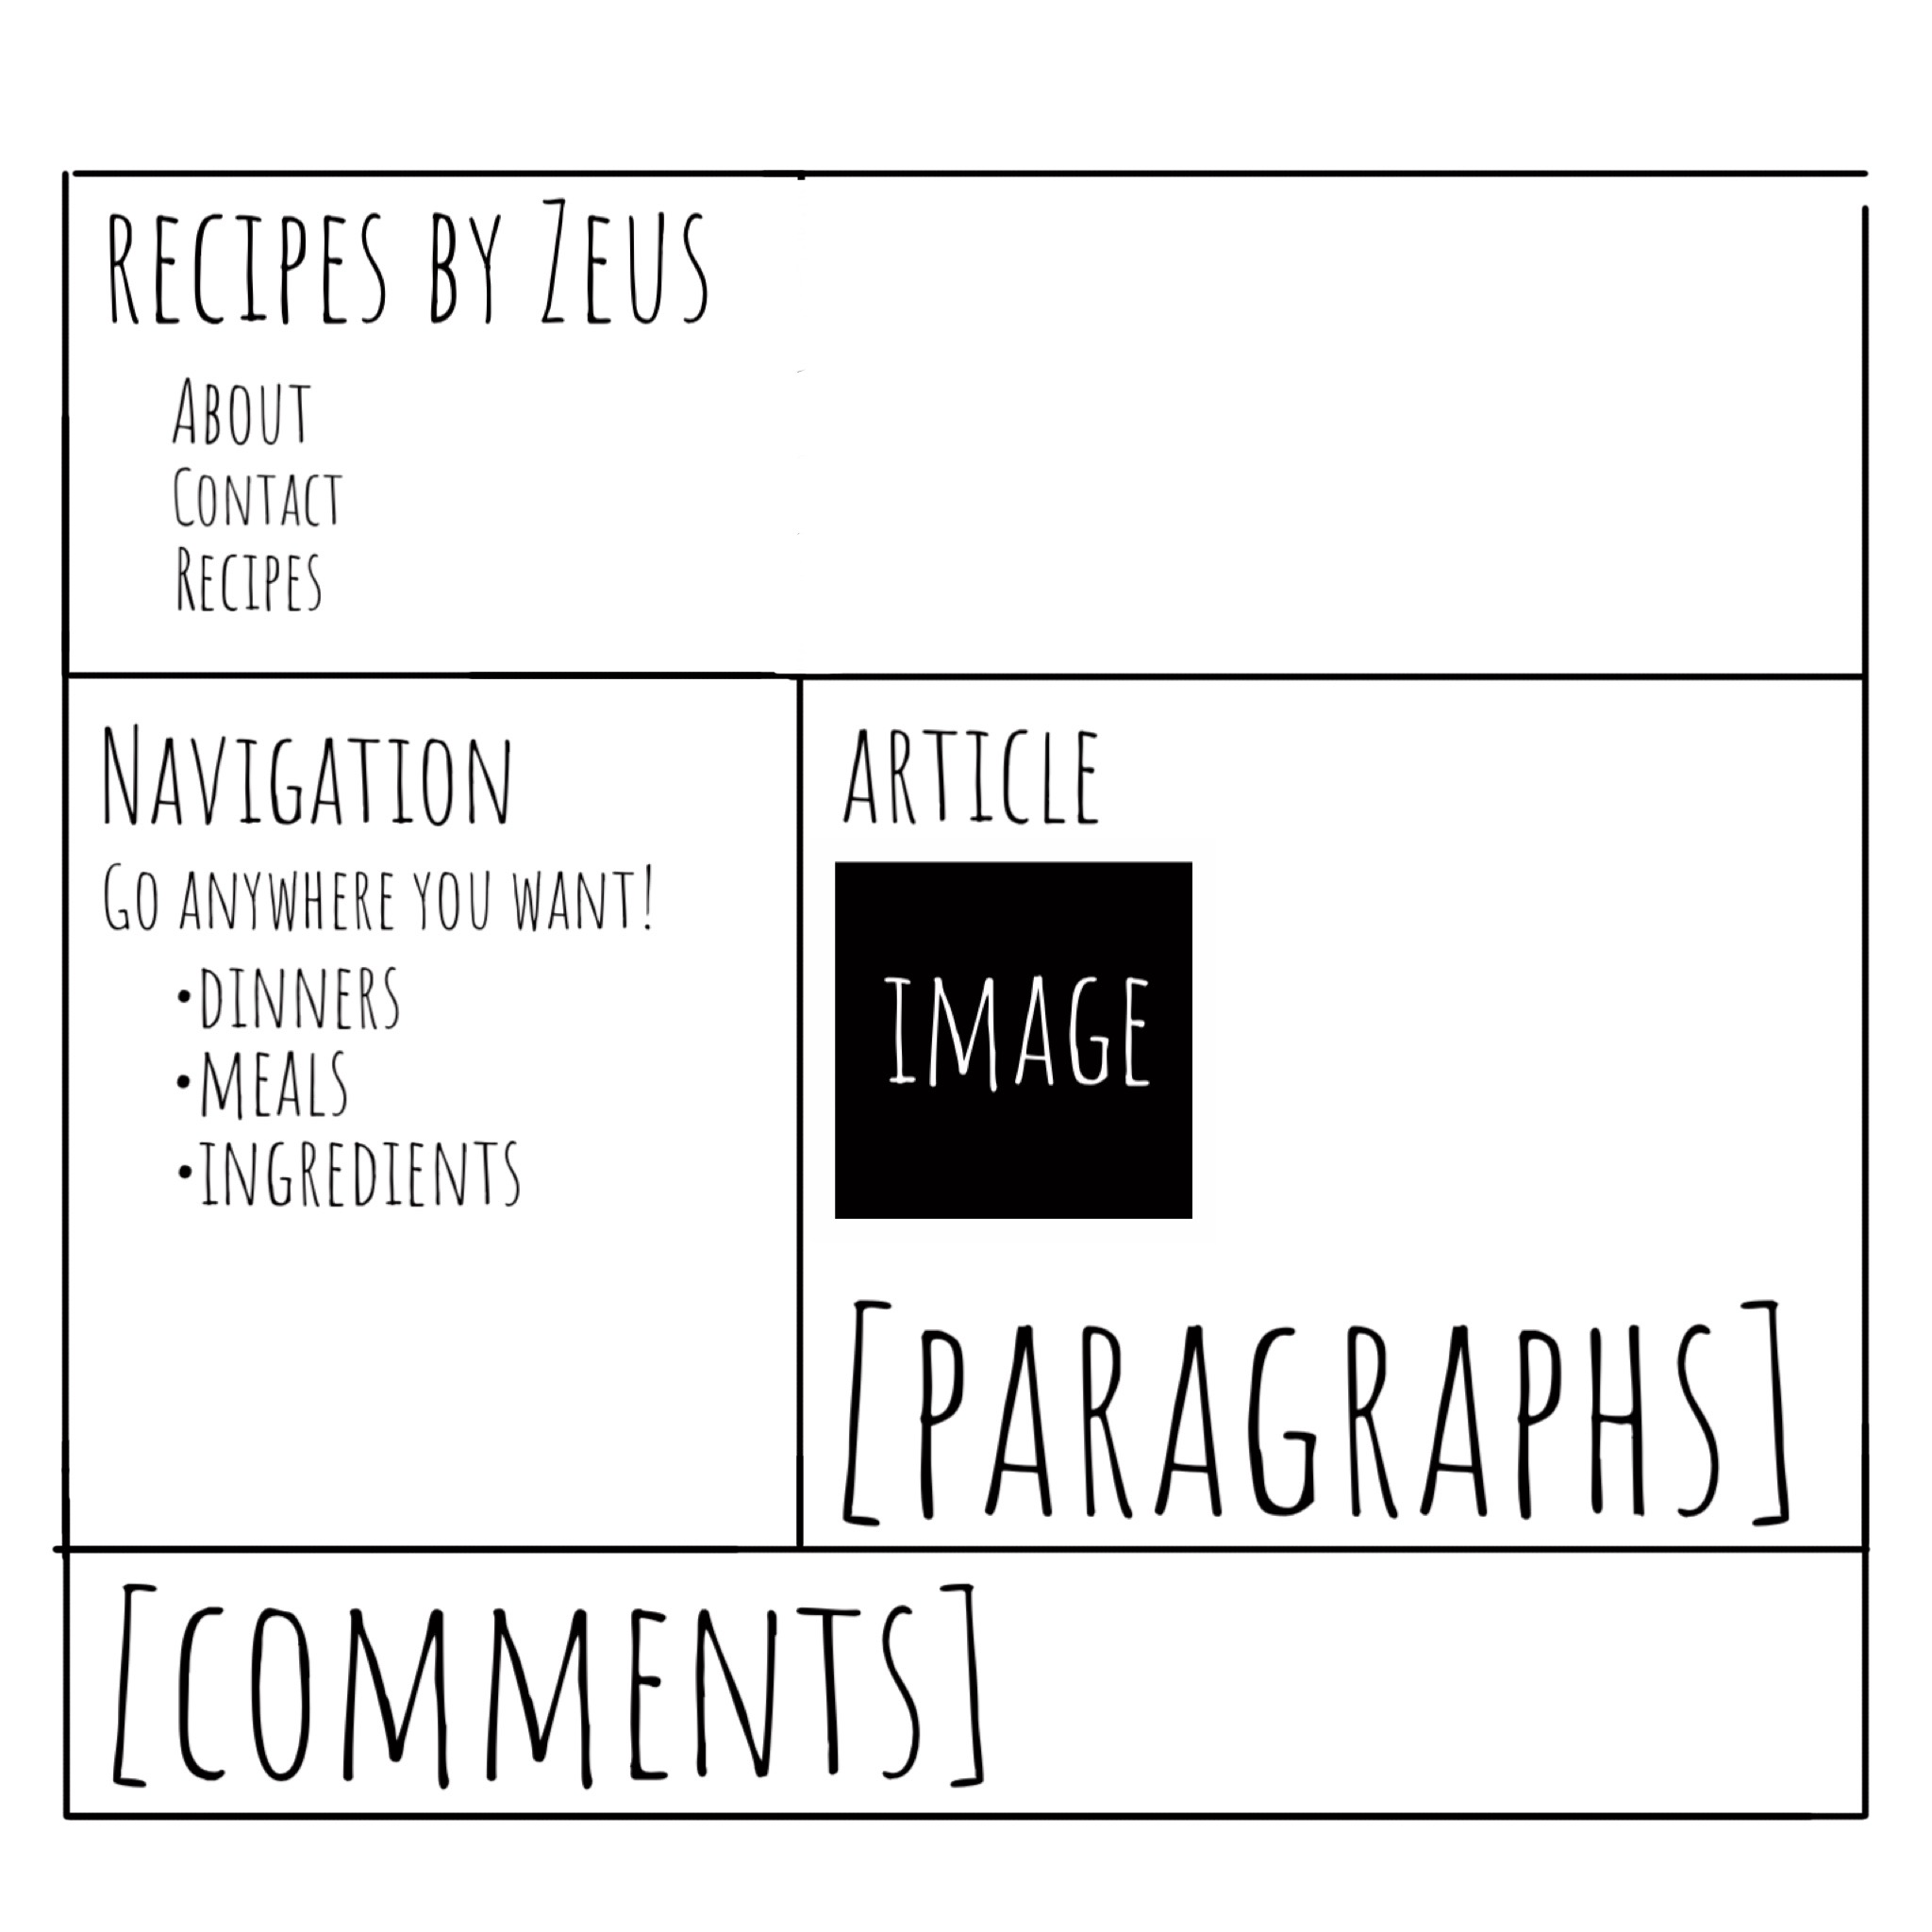 Recipes by Zeus
About
Contact
Recipes
Navigation
Go anywhere you want!
•Dinners
•Meals
•Ingredients
Article
IMAGE
[PARAGRAPHS]
[COMMENTS]